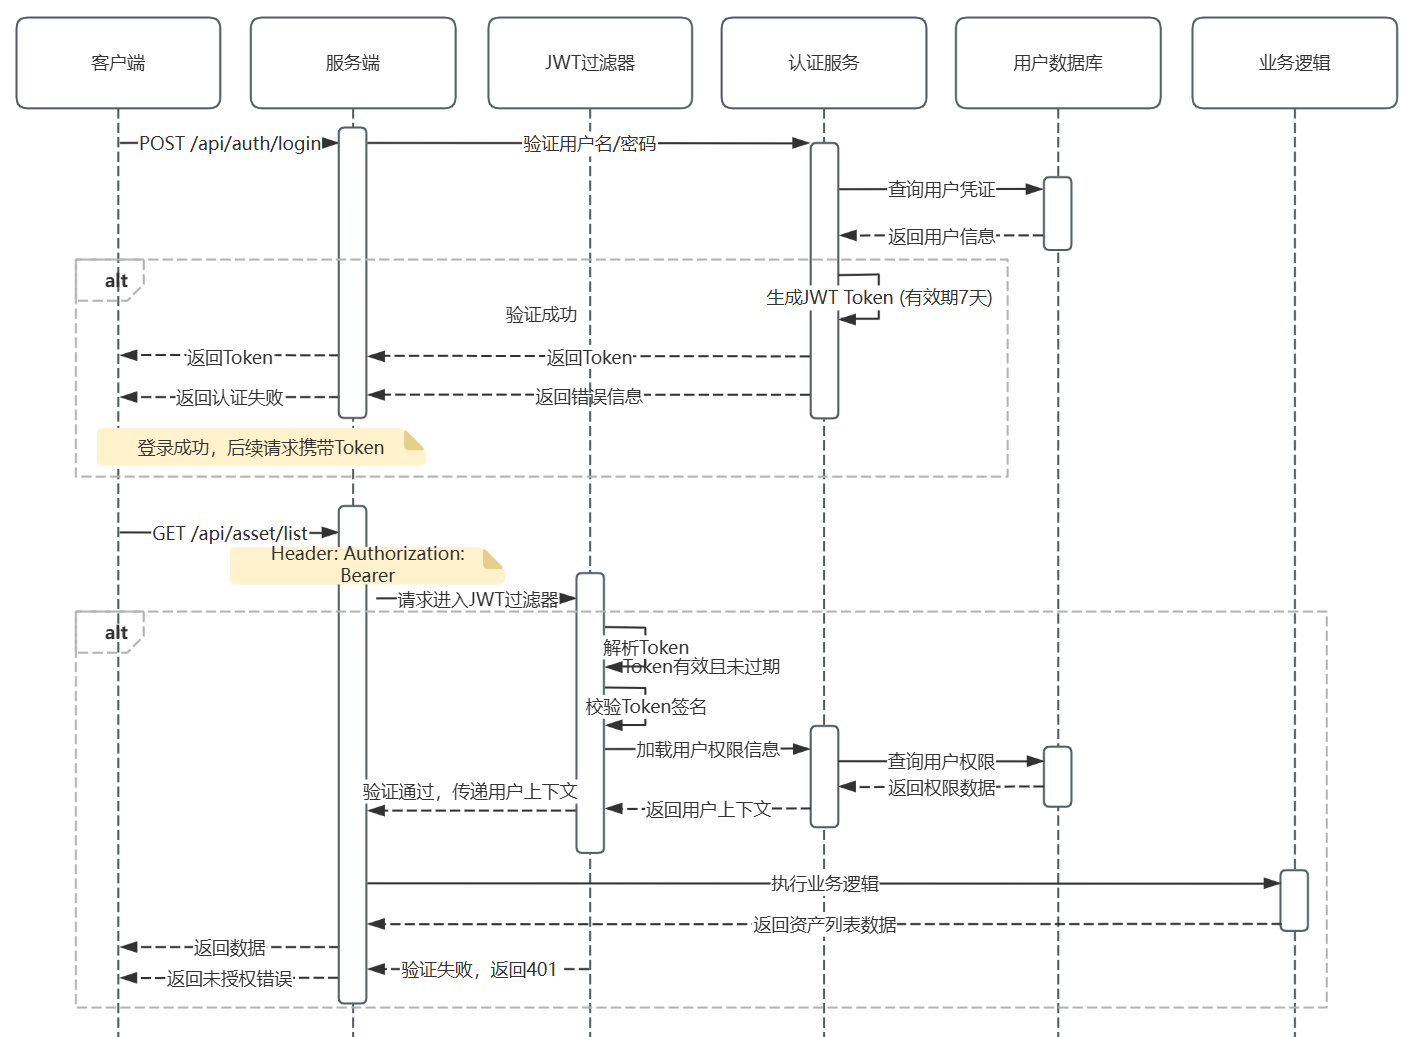 客户端
服务端
JWT过滤器
认证服务
用户数据库
业务逻辑
POST /api/auth/login
验证用户名/密码
查询用户凭证
返回用户信息
alt
生成JWT Token (有效期7天)
验证成功
返回Token
返回Token
返回认证失败
返回错误信息
登录成功，后续请求携带Token
GET /api/asset/list
Header: Authorization:
Bearer
请求进入JWT过滤器
alt
解析Token
Token有效且未过期
校验Token签名
加载用户权限信息
查询用户权限
返回权限数据
验证通过，传递用户上下文
返回用户上下文
执行业务逻辑
返回资产列表数据
返回数据
验证失败，返回401
返回未授权错误